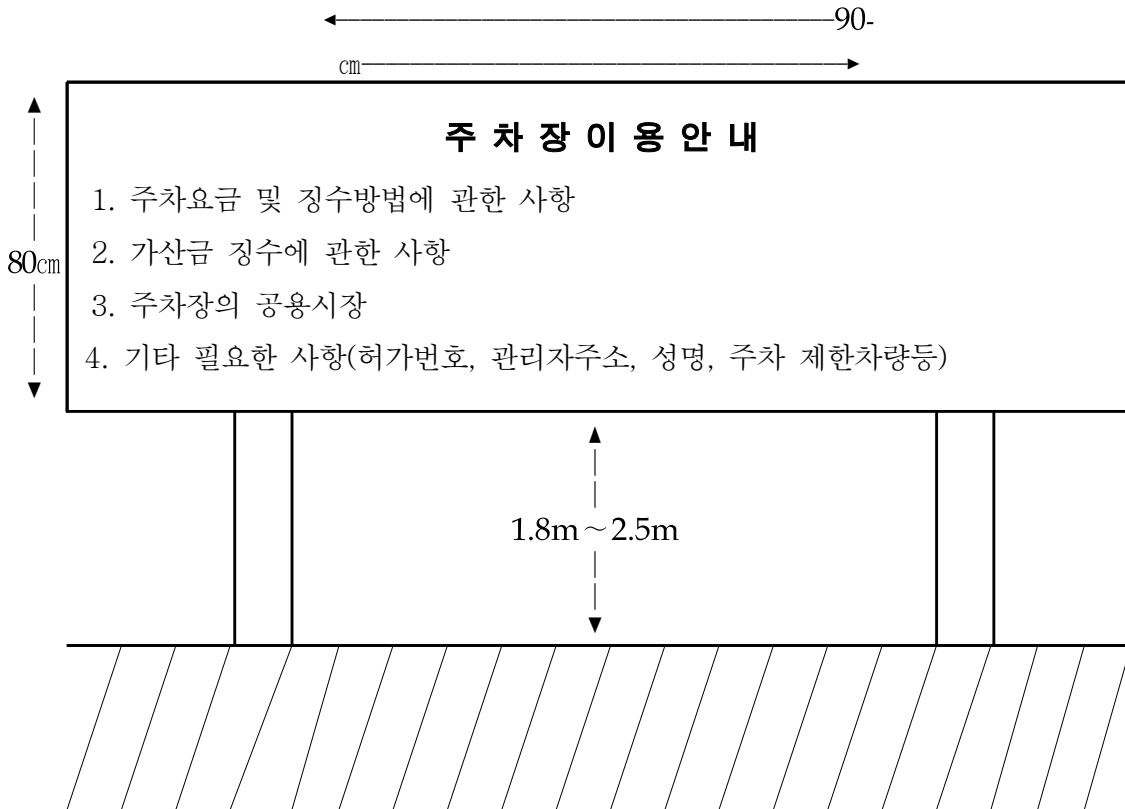 90-
cm
주 차 장 이 용 안 내
1. 주차요금 및 징수방법에 관한 사항
2. 가산금 징수에 관한 사항
80cm
3. 주차장의 공용시장
4. 기타 필요한 사항(허가번호, 관리자주소, 성명, 주차 제한차량등)
1.8m~2.5m